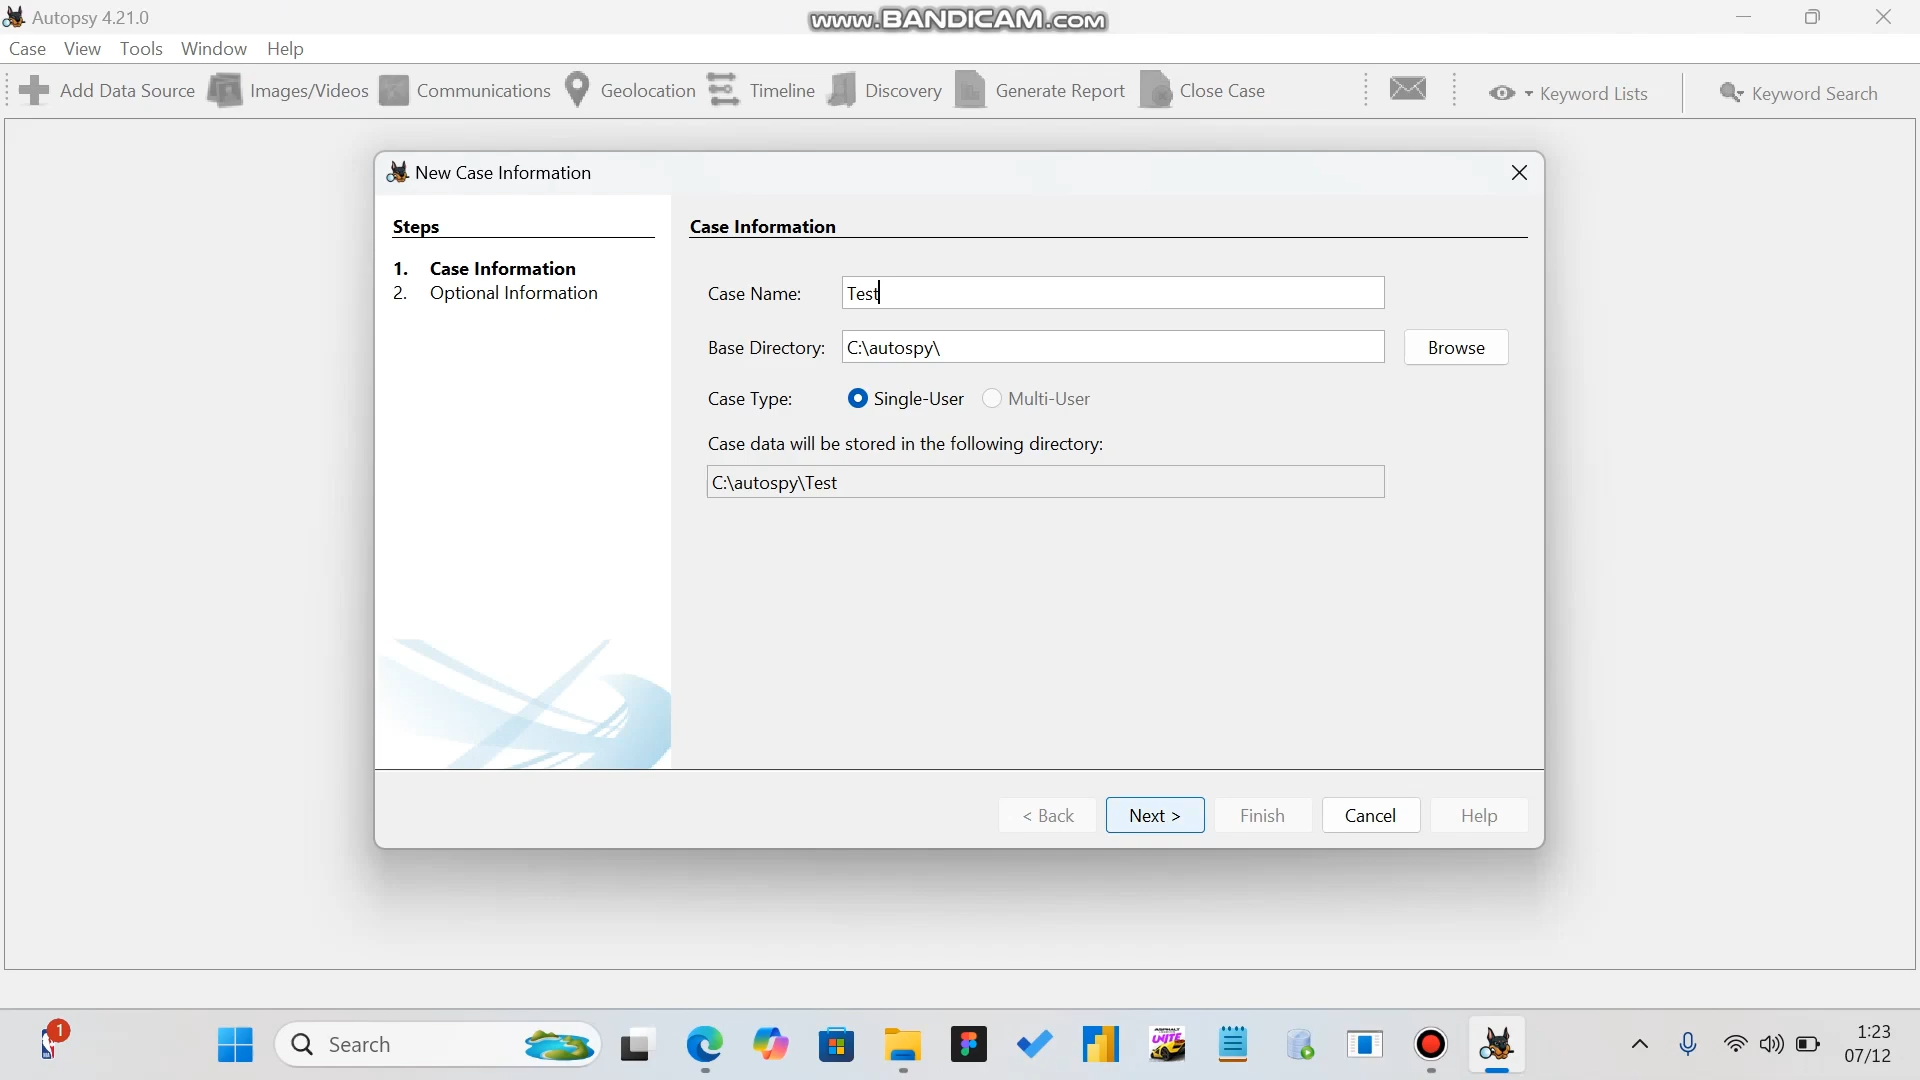 Autopsy 4.21.0
www.BANDICAM.com
Case View Tools Window Help
Add Data Source Images/Videos Communications Geolocation Timeline Discovery Generate Report Close Case Keyword Lists Keyword Search
New Case Information
Steps
1. Case Information
2. Optional Information
Case Information
Case Name: Test
Base Directory: C:\autospy\ Browse
Case Type: Single-User Multi-User
Case data will be stored in the following directory:
C:\autospy\Test
< Back Next > Finish Cancel Help
1
Search
ASPHALT
UNITE
1:23
07/12